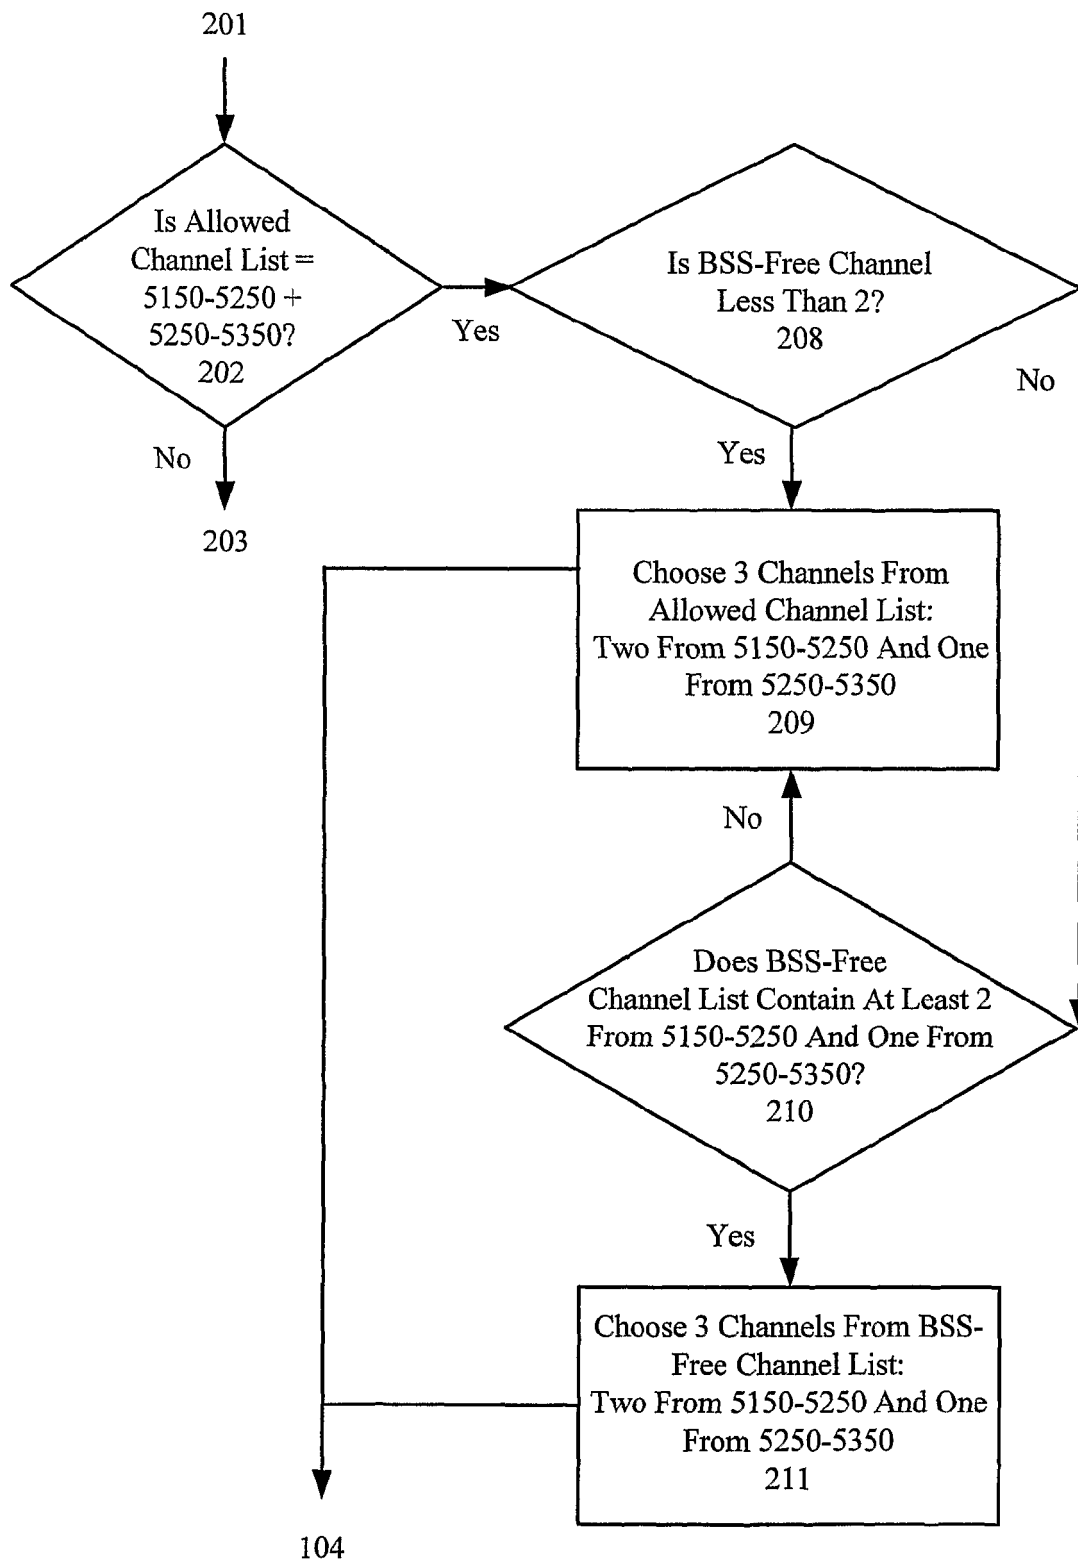 201
Is Allowed
Channel List =
5150-5250 +
5250-5350?
202
Yes
No
203
Is BSS-Free Channel
Less Than 2?
208
No
Yes
Choose 3 Channels From
Allowed Channel List:
Two From 5150-5250 And One
From 5250-5350
209
No
Does BSS-Free
Channel List Contain At Least 2
From 5150-5250 And One From
5250-5350?
210
Yes
Choose 3 Channels From BSS-
Free Channel List:
Two From 5150-5250 And One
From 5250-5350
211
104